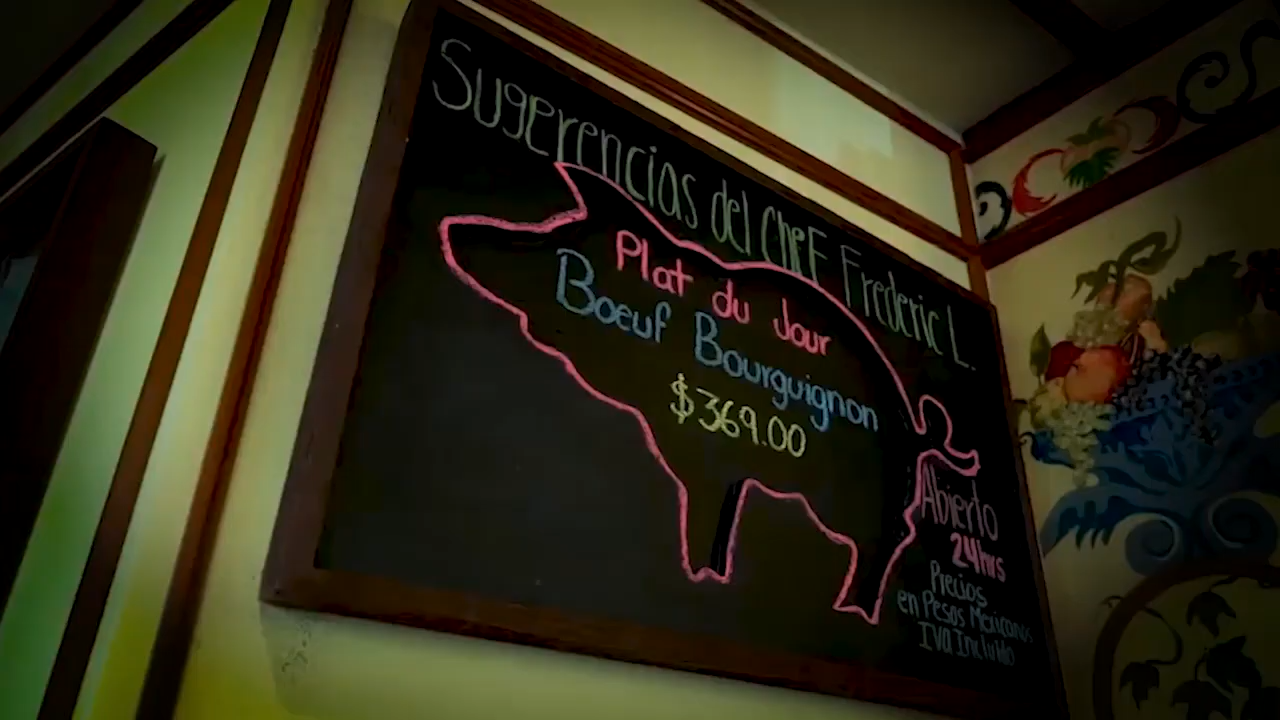 Sugerencias del Chef Frederic L.
Plat du Jour
Boeuf Bourguignon
$369.00
Abierto
24hrs
Precios
en Pesos Mexicanos
IVA Incluido